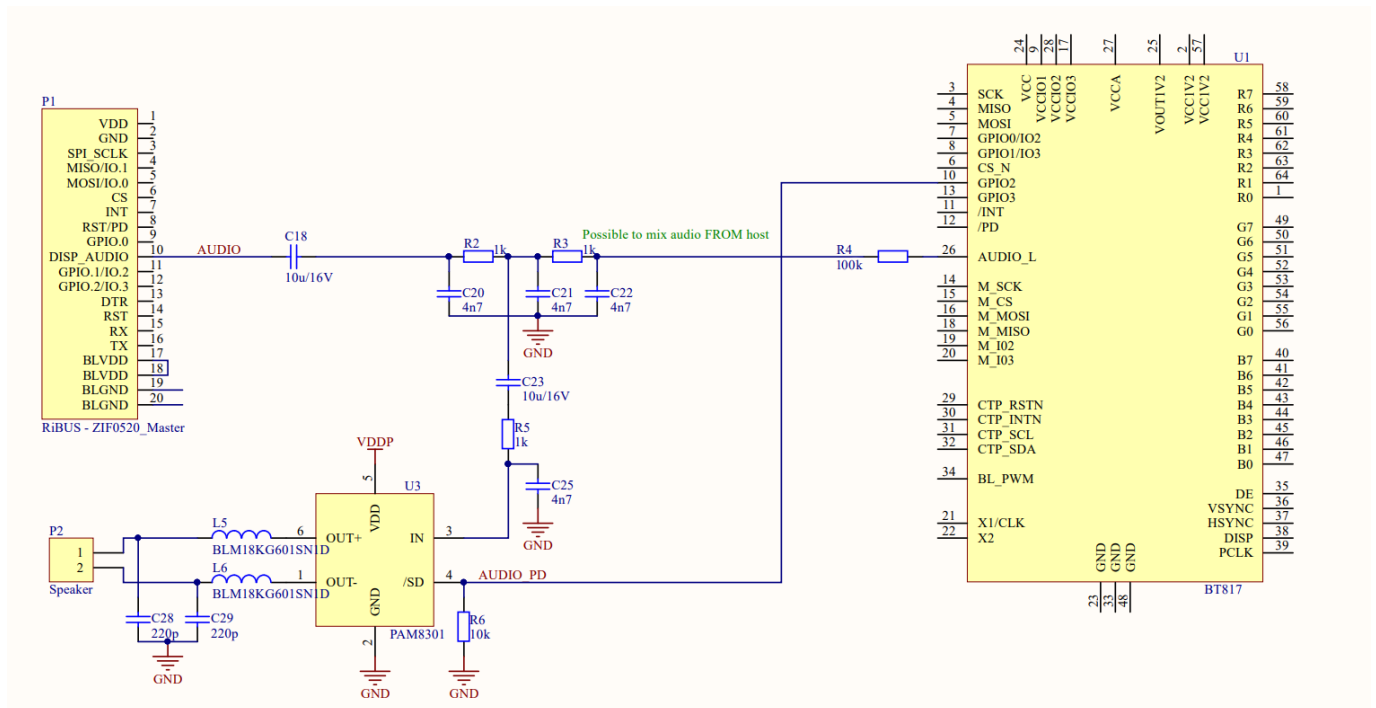 P1
VDD 1
GND 2
SPI_SCLK 3
MISO/IO.1 4
MOSI/IO.0 5
CS 6
INT 7
RST/PD 8
GPIO.0 9
DISP_AUDIO 10
GPIO.1/IO.2 11
GPIO.2/IO.3 12
DTR 13
RST 14
RX 15
TX 16
BLVDD 17
BLVDD 18
BLGND 19
BLGND 20
RiBUS - ZIF0520_Master
AUDIO
C18
10u/16V
R2
1k
R3
1k
Possible to mix audio FROM host
R4
100k
C20
4n7
C21
4n7
C22
4n7
GND
C23
10u/16V
R5
1k
C25
4n7
GND
VDDP
U3
5
VDD
6 OUT+
IN 3
1 OUT-
/SD 4
GND
2
PAM8301
GND
AUDIO_PD
R6
10k
GND
P2
1
2
Speaker
L5
BLM18KG601SN1D
L6
BLM18KG601SN1D
C28
220p
C29
220p
GND
U1
24 VCC
9 VCCIO1
28 VCCIO2
17 VCCIO3
27 VCCA
25 VOUT1V2
2 VCC1V2
57 VCC1V2
3 SCK
4 MISO
5 MOSI
7 GPIO0/IO2
8 GPIO1/IO3
6 CS_N
10 GPIO2
13 GPIO3
11 /INT
12 /PD
26 AUDIO_L
14 M_SCK
15 M_CS
16 M_MOSI
18 M_MISO
19 M_I02
20 M_I03
29 CTP_RSTN
30 CTP_INTN
31 CTP_SCL
32 CTP_SDA
34 BL_PWM
21 X1/CLK
22 X2
R7 58
R6 59
R5 60
R4 61
R3 62
R2 63
R1 64
R0 1
G7 49
G6 50
G5 51
G4 52
G3 53
G2 54
G1 55
G0 56
B7 40
B6 41
B5 42
B4 43
B3 44
B2 45
B1 46
B0 47
DE 35
VSYNC 36
HSYNC 37
DISP 38
PCLK 39
GND 23
GND 33
GND 48
BT817